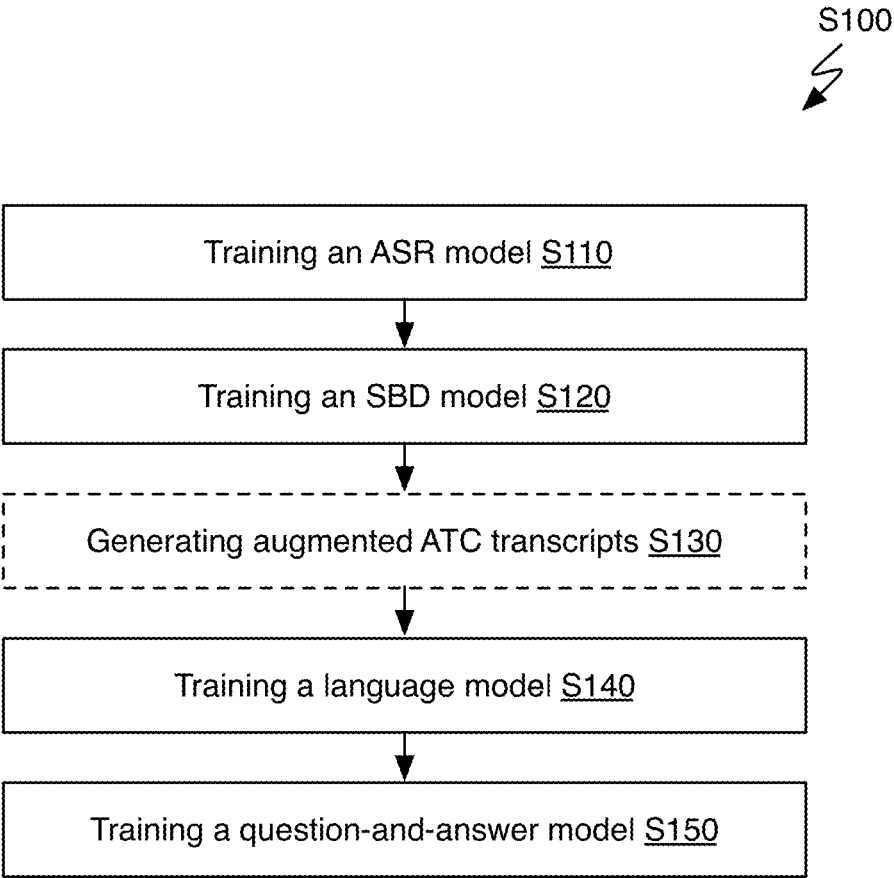 S100
Training an ASR model S110
Training an SBD model S120
Generating augmented ATC transcripts S130
Training a language model S140
Training a question-and-answer model S150